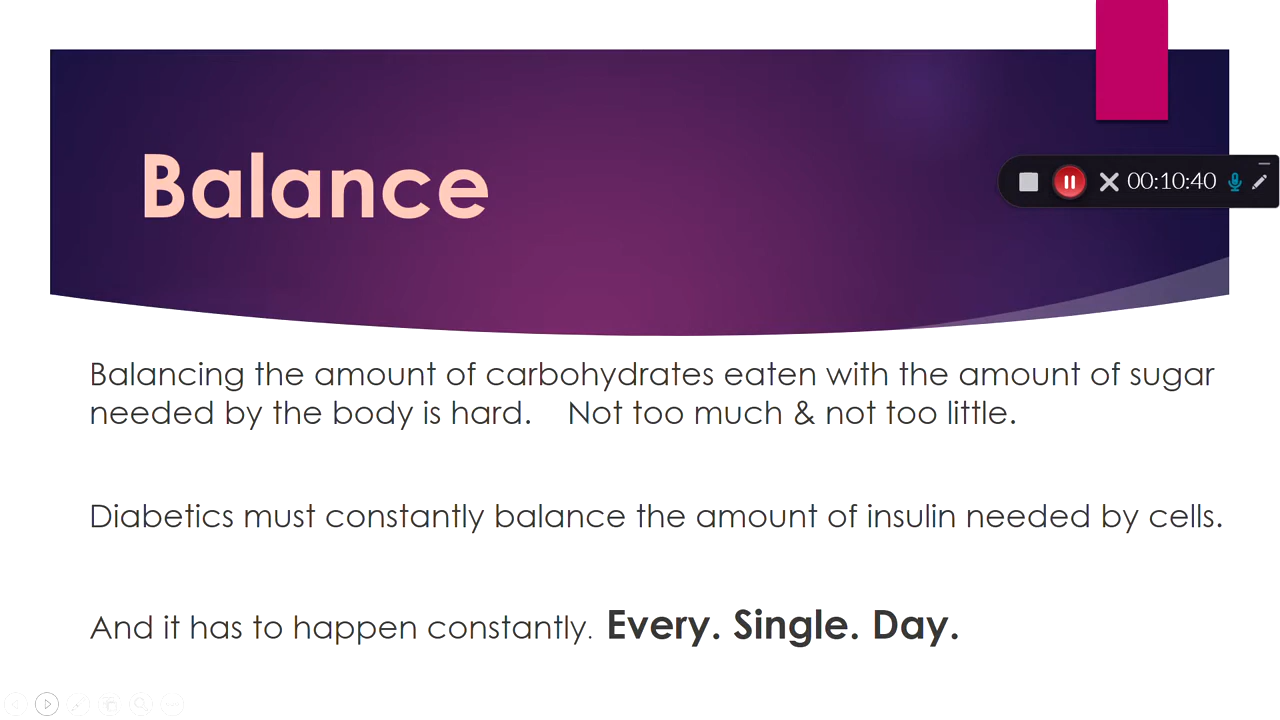 Balance
00:10:40
Balancing the amount of carbohydrates eaten with the amount of sugar
needed by the body is hard. Not too much & not too little.
Diabetics must constantly balance the amount of insulin needed by cells.
And it has to happen constantly. Every. Single. Day.